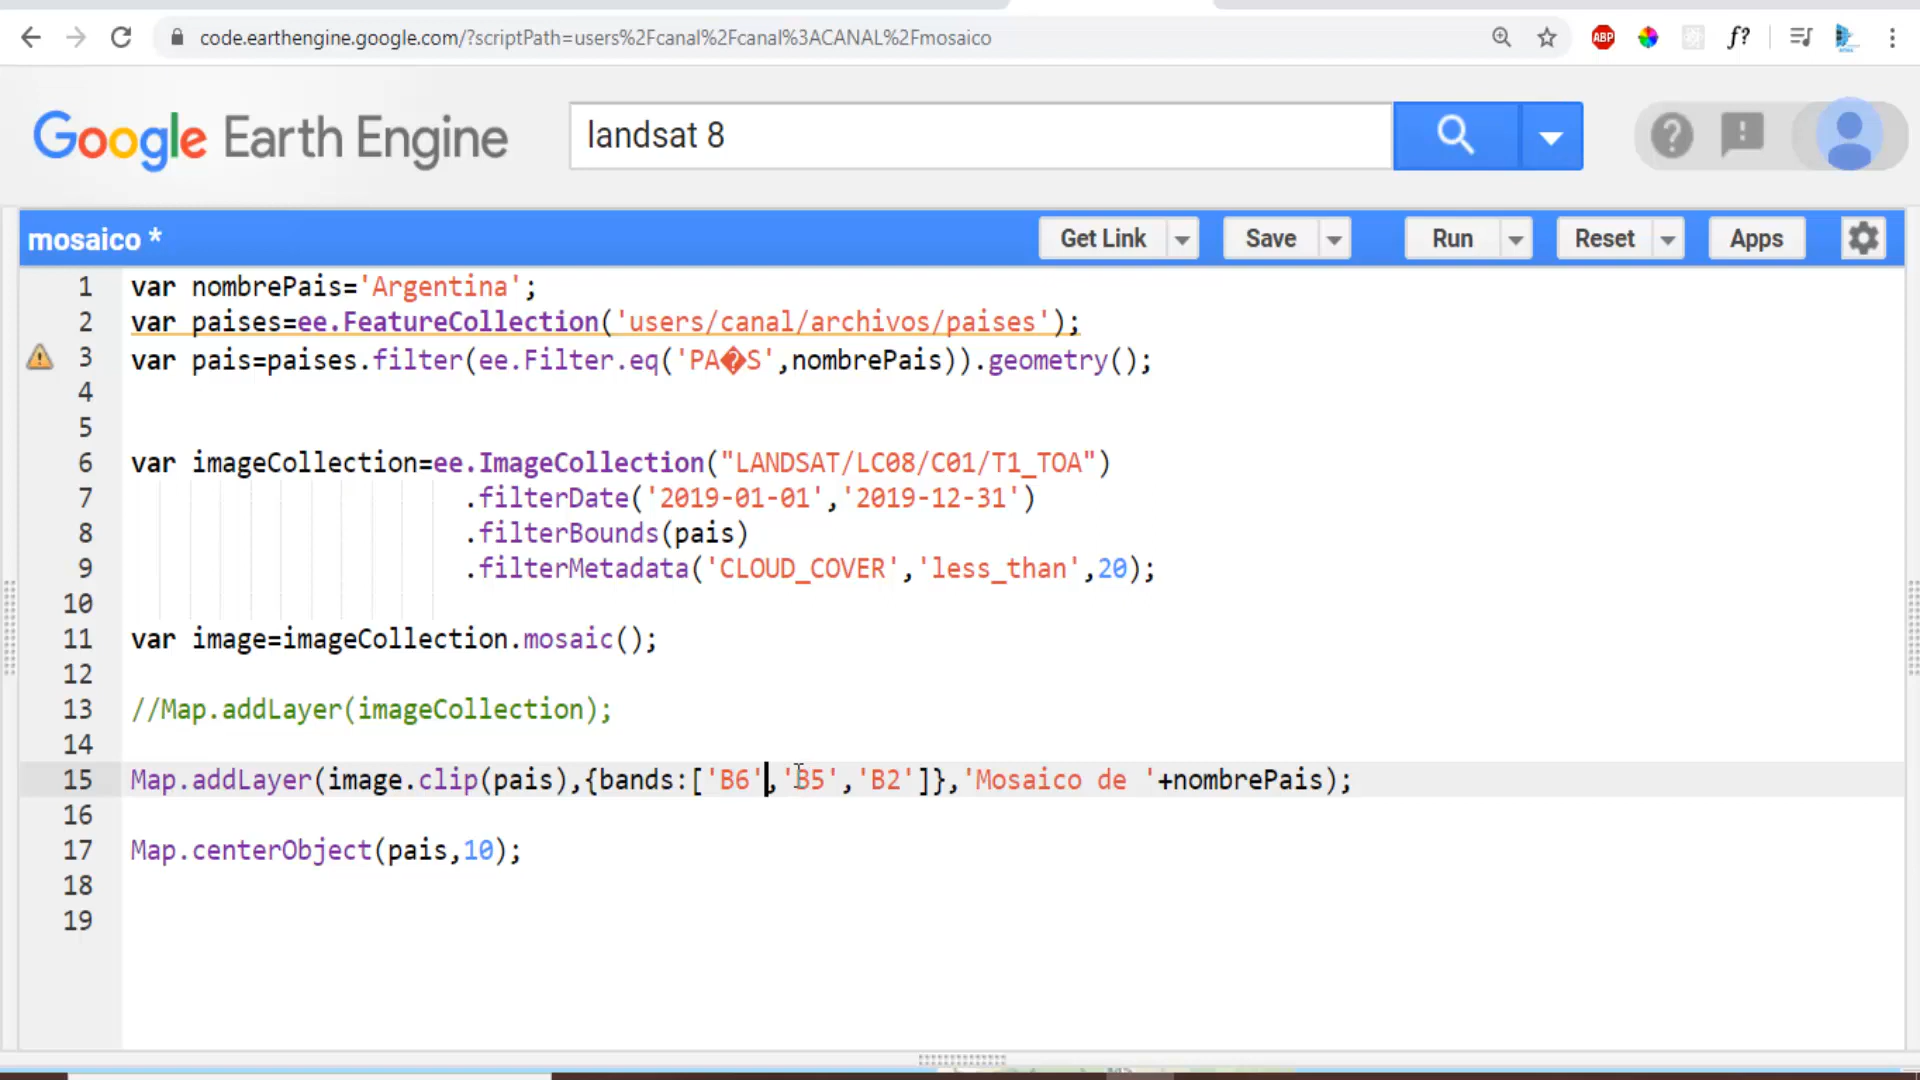 code.earthengine.google.com/?scriptPath=users%2Fcanal%2Fcanal%3ACANAL%2Fmosaico
ABP
f?
Google Earth Engine
landsat 8
mosaico *
Get Link
Save
Run
Reset
Apps
1 var nombrePais='Argentina';
2 var paises=ee.FeatureCollection('users/canal/archivos/paises');
3 var pais=paises.filter(ee.Filter.eq('PA�S',nombrePais)).geometry();
4
5
6 var imageCollection=ee.ImageCollection("LANDSAT/LC08/C01/T1_TOA")
7 .filterDate('2019-01-01','2019-12-31')
8 .filterBounds(pais)
9 .filterMetadata('CLOUD_COVER','less_than',20);
10
11 var image=imageCollection.mosaic();
12
13 //Map.addLayer(imageCollection);
14
15 Map.addLayer(image.clip(pais),{bands:['B6','B5','B2']},'Mosaico de '+nombrePais);
16
17 Map.centerObject(pais,10);
18
19